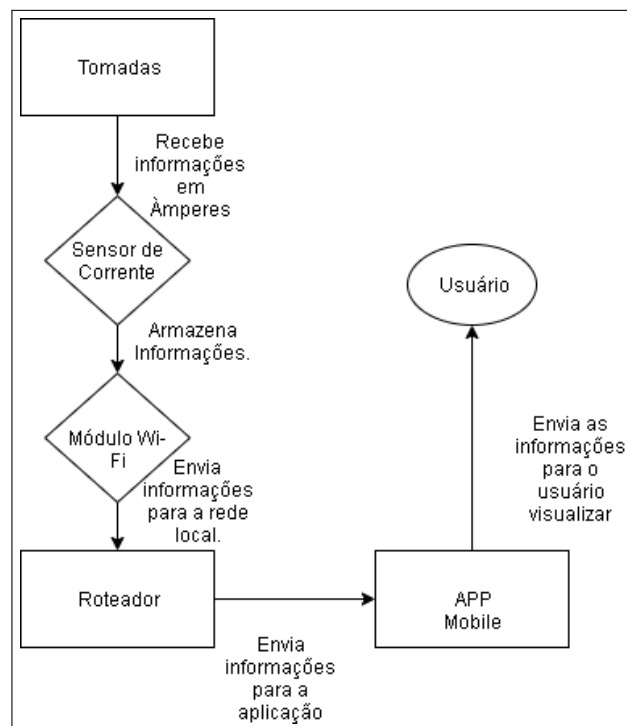 Tomadas
Recebe
informações
em
Àmperes
Sensor de
Corrente
Armazena
Informações.
Módulo Wi-
Fi
Envia
informações
para a rede
local.
Roteador
Envia
informações
para a
aplicação
APP
Mobile
Envia as
informações
para o
usuário
visualizar
Usuário